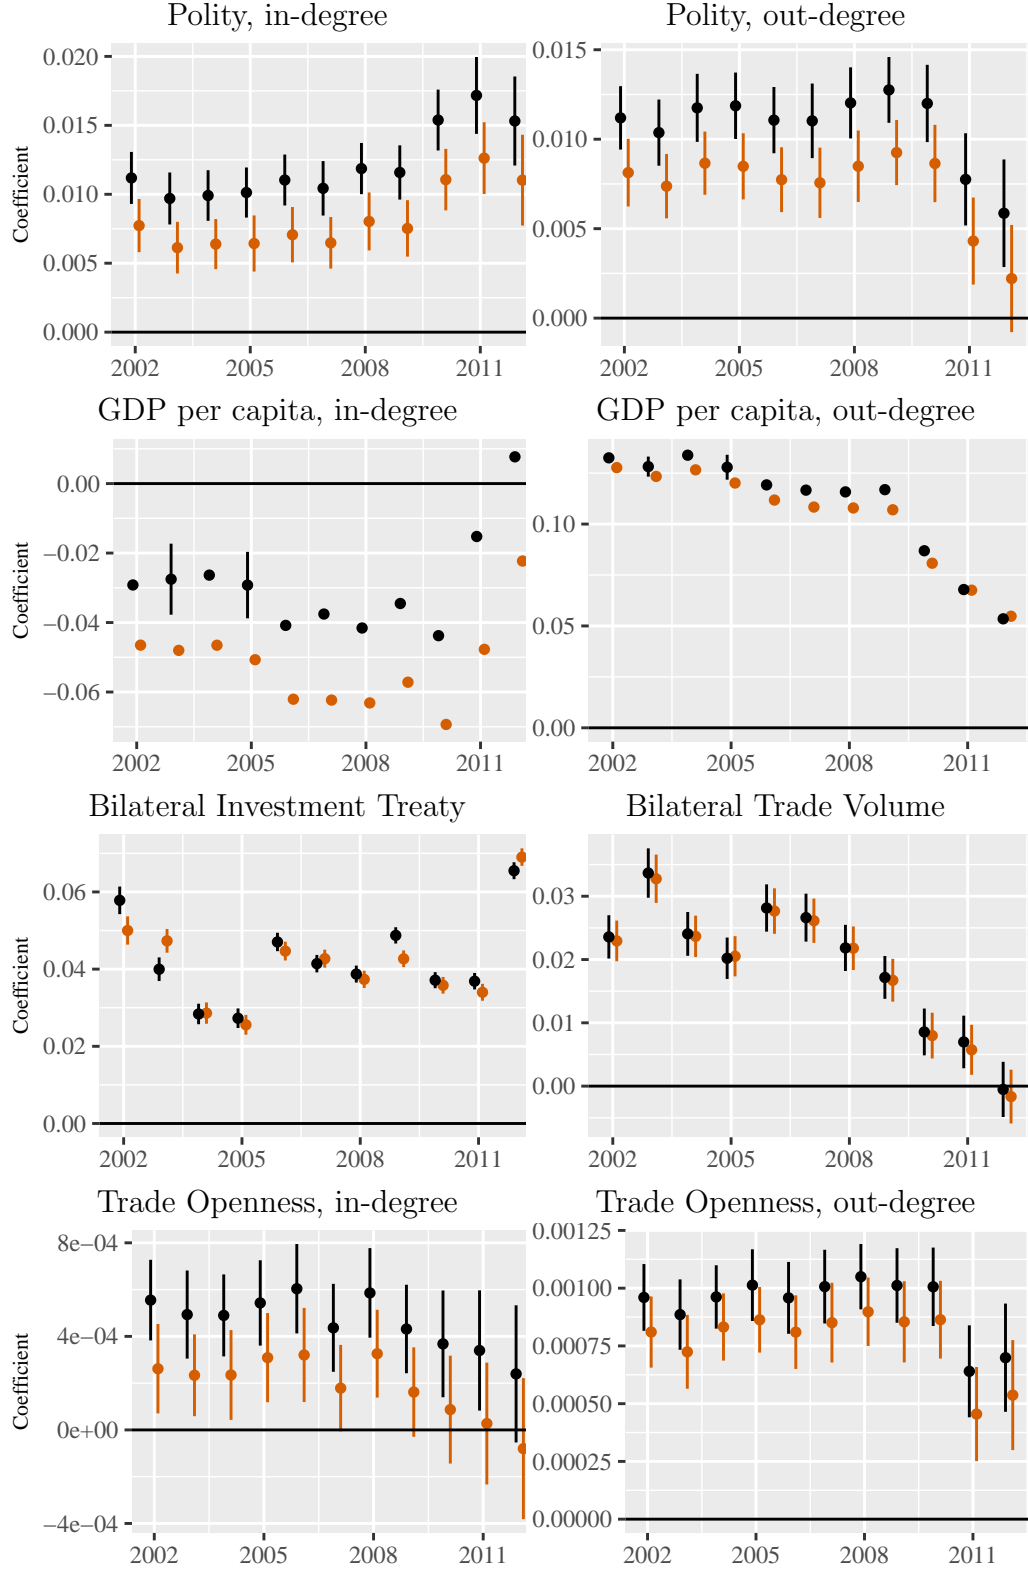 Polity, in-degree
Coefficient
0.020
0.015
0.010
0.005
0.000
2002 2005 2008 2011
Polity, out-degree
0.015
0.010
0.005
0.000
2002 2005 2008 2011
GDP per capita, in-degree
Coefficient
0.00
−0.02
−0.04
−0.06
2002 2005 2008 2011
GDP per capita, out-degree
0.10
0.05
0.00
2002 2005 2008 2011
Bilateral Investment Treaty
Coefficient
0.06
0.04
0.02
0.00
2002 2005 2008 2011
Bilateral Trade Volume
0.03
0.02
0.01
0.00
2002 2005 2008 2011
Trade Openness, in-degree
Coefficient
8e−04
4e−04
0e+00
−4e−04
2002 2005 2008 2011
Trade Openness, out-degree
0.00125
0.00100
0.00075
0.00050
0.00025
0.00000
2002 2005 2008 2011